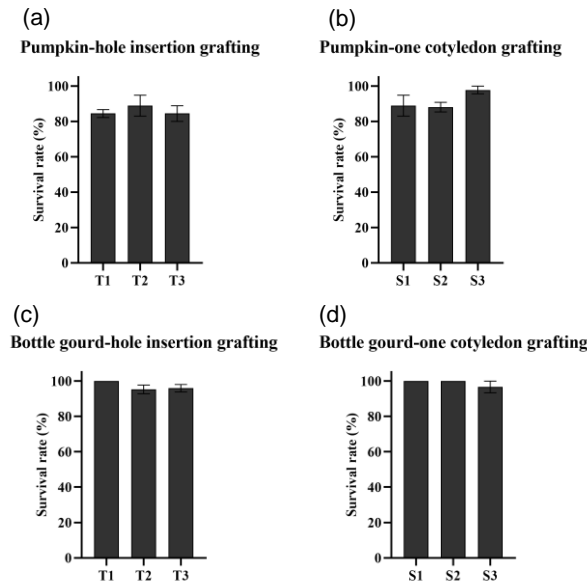 (a)
Pumpkin-hole insertion grafting
Survival rate (%)
100
80
60
40
20
0
T1 T2 T3
(b)
Pumpkin-one cotyledon grafting
Survival rate (%)
100
80
60
40
20
0
S1 S2 S3
(c)
Bottle gourd-hole insertion grafting
Survival rate (%)
100
80
60
40
20
0
T1 T2 T3
(d)
Bottle gourd-one cotyledon grafting
Survival rate (%)
100
80
60
40
20
0
S1 S2 S3